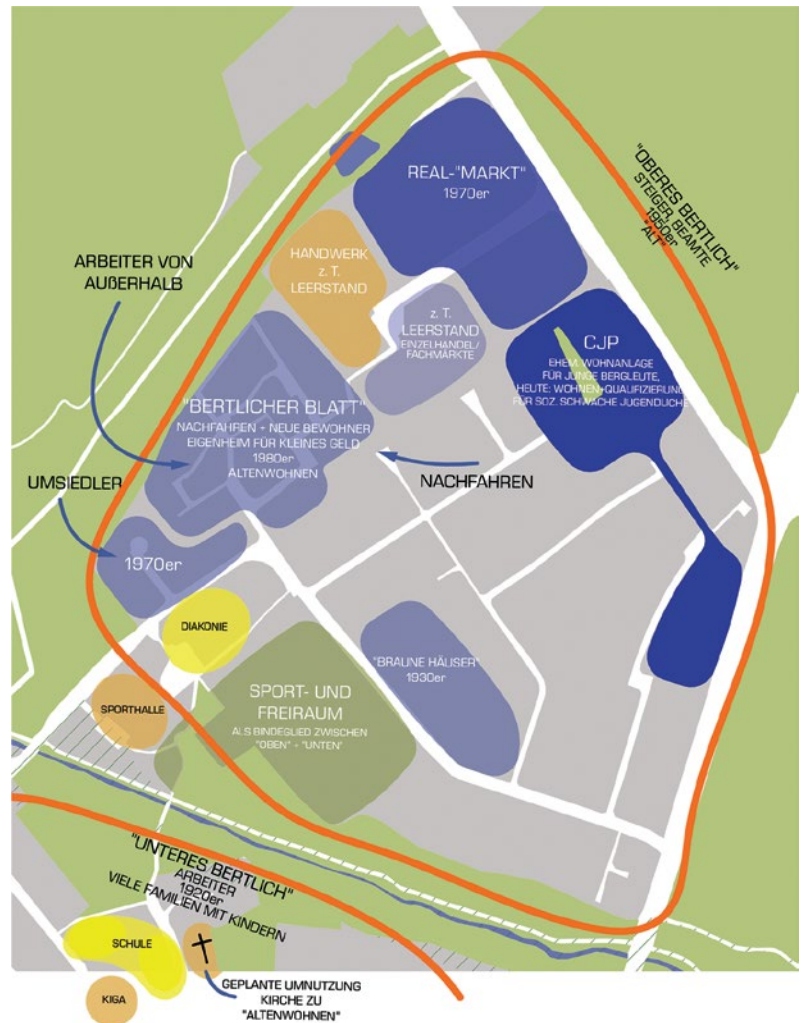 REAL-"MARKT"
1970er
"OBERES BERTLICH"
STEIGER, BEAMTE
1950er
"ALT"
ARBEITER VON
AUßERHALB
HANDWERK
z. T.
LEERSTAND
z. T.
LEERSTAND
EINZELHANDEL/
FACHMÄRKTE
CJP
EHEM. WOHNANLAGE
FÜR JUNGE BERGLEUTE,
HEUTE: WOHNEN+QUALIFIZIERUNG
FÜR SOZ. SCHWACHE JUGENDLICHE
"BERTLICHER BLATT"
NACHFAHREN + NEUE BEWOHNER
EIGENHEIM FÜR KLEINES GELD
1980er
ALTENWOHNEN
UMSIEDLER
NACHFAHREN
1970er
DIAKONIE
"BRAUNE HÄUSER"
1930er
SPORTHALLE
SPORT- UND
FREIRAUM
ALS BINDEGLIED ZWISCHEN
"OBEN" - "UNTEN"
"UNTERES BERTLICH"
ARBEITER
1920er
VIELE FAMILIEN MIT KINDERN
SCHULE
KIGA
GEPLANTE UMNUTZUNG
KIRCHE ZU
"ALTENWOHNEN"